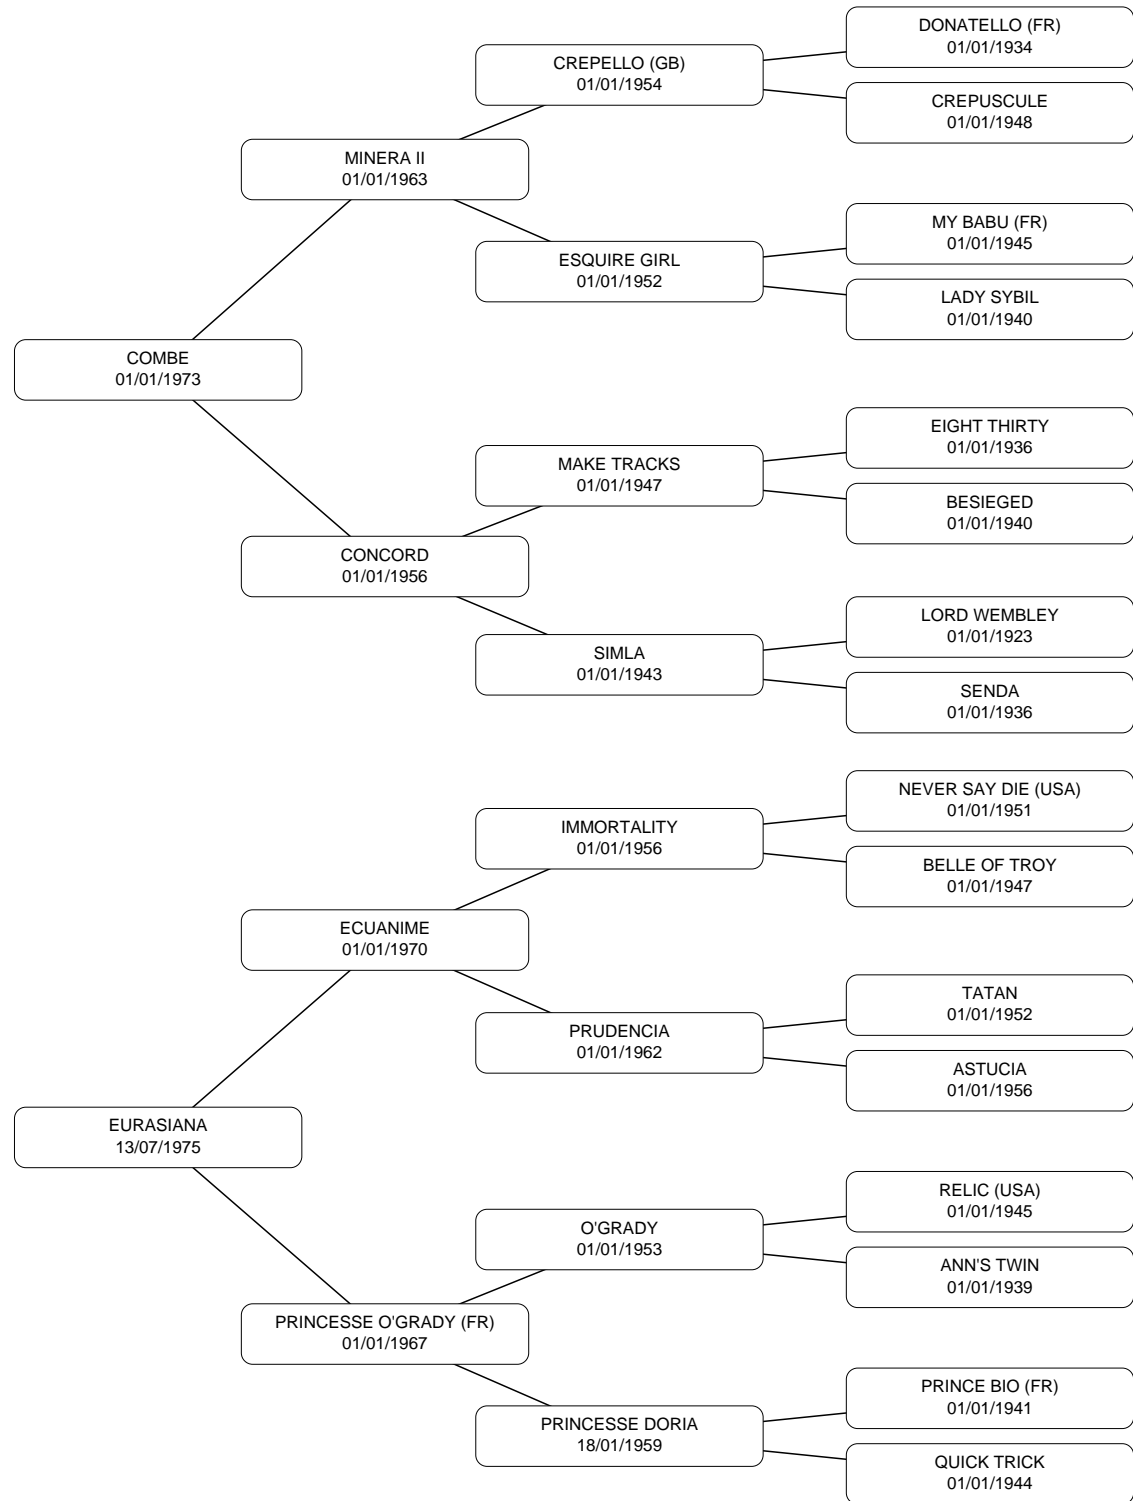 DONATELLO (FR)
01/01/1934
CREPELLO (GB)
01/01/1954
CREPUSCULE
01/01/1948
MINERA II
01/01/1963
MY BABU (FR)
01/01/1945
ESQUIRE GIRL
01/01/1952
LADY SYBIL
01/01/1940
COMBE
01/01/1973
EIGHT THIRTY
01/01/1936
MAKE TRACKS
01/01/1947
BESIEGED
01/01/1940
CONCORD
01/01/1956
LORD WEMBLEY
01/01/1923
SIMLA
01/01/1943
SENDA
01/01/1936
NEVER SAY DIE (USA)
01/01/1951
IMMORTALITY
01/01/1956
BELLE OF TROY
01/01/1947
ECUANIME
01/01/1970
TATAN
01/01/1952
PRUDENCIA
01/01/1962
ASTUCIA
01/01/1956
EURASIANA
13/07/1975
RELIC (USA)
01/01/1945
O'GRADY
01/01/1953
ANN'S TWIN
01/01/1939
PRINCESSE O'GRADY (FR)
01/01/1967
PRINCE BIO (FR)
01/01/1941
PRINCESSE DORIA
18/01/1959
QUICK TRICK
01/01/1944